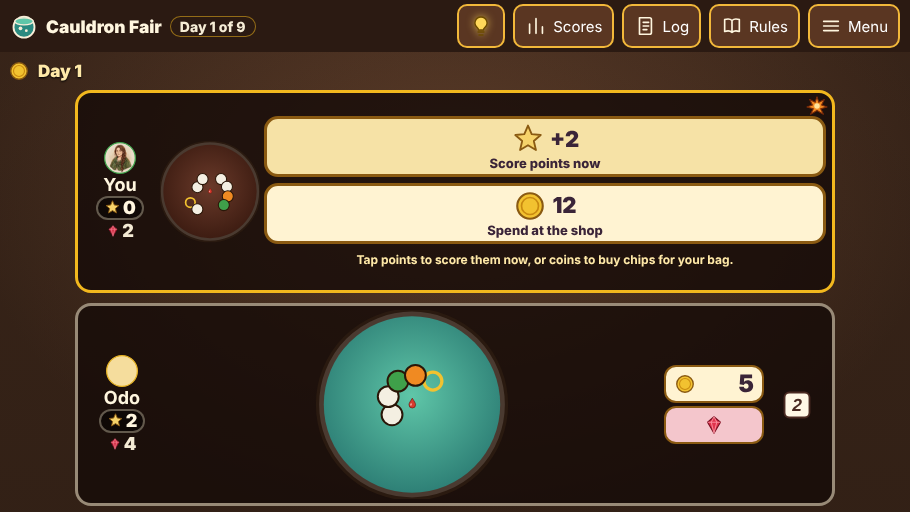 Cauldron Fair
Day 1 of 9
Scores
Log
Rules
Menu
Day 1
You
0
2
+2
Score points now
12
Spend at the shop
Tap points to score them now, or coins to buy chips for your bag.
Odo
2
4
5
2